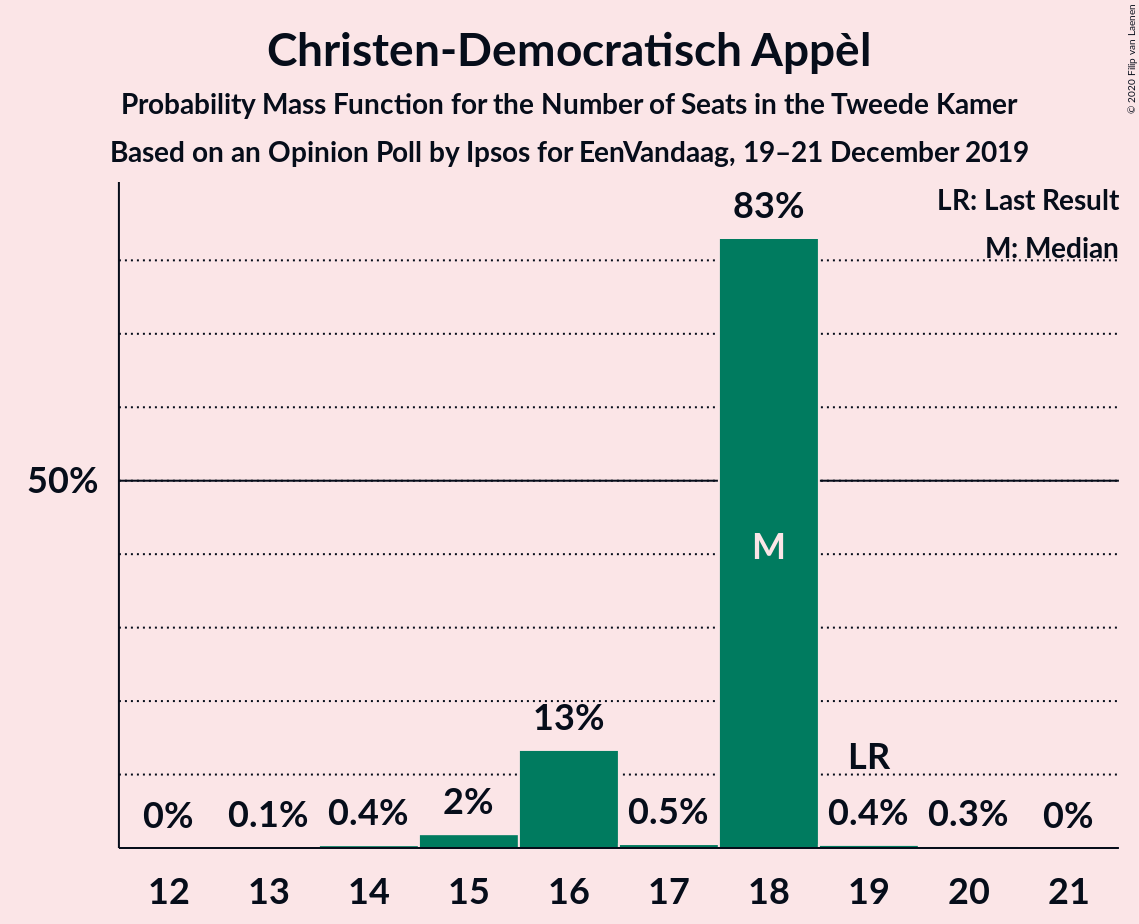 Christen-Democratisch Appèl
Probability Mass Function for the Number of Seats in the Tweede Kamer
Based on an Opinion Poll by Ipsos for EenVandaag, 19–21 December 2019
© 2020 Filip van Laenen
LR: Last Result
M: Median
83%
50%
M
13%
LR
0% 0.1% 0.4% 2% 0.5% 0.4% 0.3% 0%
12 13 14 15 16 17 18 19 20 21